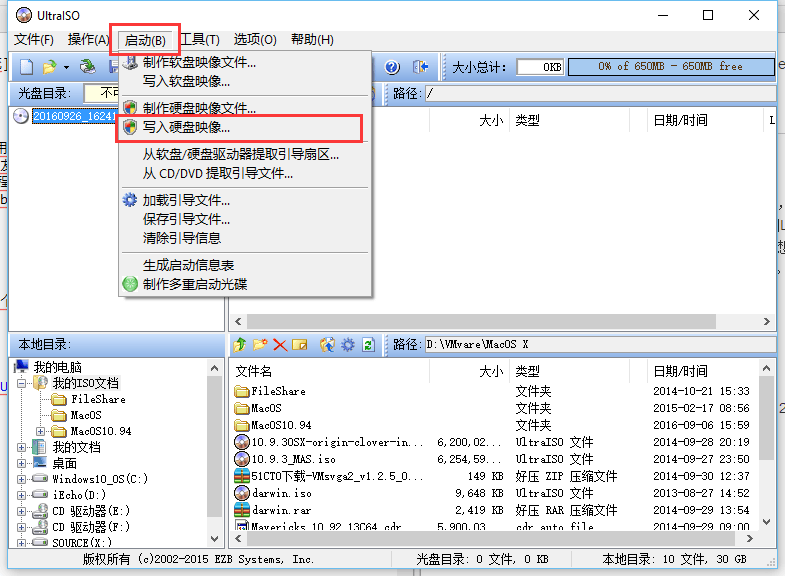 UltraISO
文件(F) 操作(A) 启动(B) 工具(T) 选项(O) 帮助(H)
制作软盘映像文件...
写入软盘映像...
制作硬盘映像文件...
写入硬盘映像...
从软盘/硬盘驱动器提取引导扇区...
从 CD/DVD 提取引导文件...
加载引导文件...
保存引导文件...
清除引导信息
生成启动信息表
制作多重启动光碟
大小总计: 0KB 0% of 650MB - 650MB free
光盘目录: 不可
路径: /
20160926_1624
大小 类型 日期/时间
本地目录:
路径: D:\VMware\MacOS X
我的电脑
我的ISO文档
FileShare
MacOS
MacOS10.94
我的文档
桌面
Windows10_OS(C:)
iEcho(D:)
CD 驱动器(E:)
CD 驱动器(F:)
SOURCE(X:)
文件名 大小 类型 日期/时间
FileShare 文件夹 2014-10-21 15:33
MacOS 文件夹 2015-02-17 08:56
MacOS10.94 文件夹 2016-09-06 15:59
10.9.3OSX-origin-clover-in... 6,200,02... UltraISO 文件 2014-09-28 20:19
10.9.3_MAS.iso 6,254,59... UltraISO 文件 2014-09-27 23:50
51CTO下载-VMsvga2_v1.2.5_O... 149 KB 好压 ZIP 压缩文件 2014-09-30 12:37
darwin.iso 9,648 KB UltraISO 文件 2013-08-27 14:52
darwin.rar 2,419 KB 好压 RAR 压缩文件 2014-09-29 13:54
Mavericks_10_92_13C64.cdr 5,900,03... cdr_auto_file 2014-09-29 09:00
版权所有 (c)2002-2015 EZB Systems, Inc. 光盘目录: 0 文件, 0 KB 本地目录: 10 文件, 30 GB